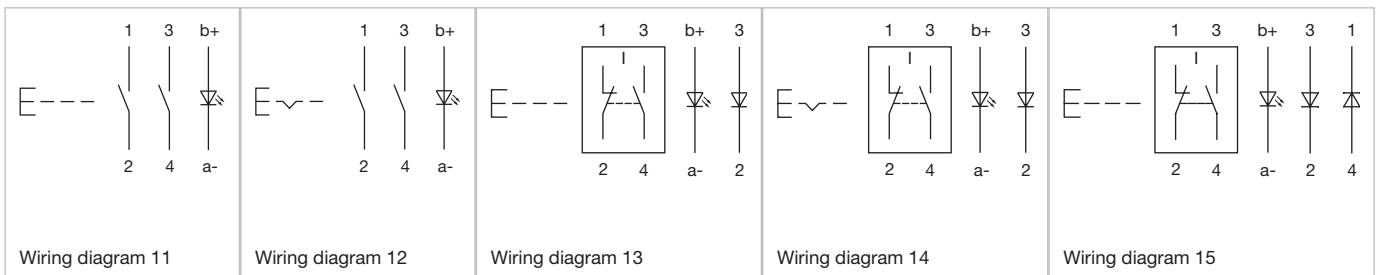 1 3 b+
2 4 a-
Wiring diagram 11
1 3 b+
2 4 a-
Wiring diagram 12
1 3 b+ 3
I
2 4 a- 2
Wiring diagram 13
1 3 b+ 3
I
2 4 a- 2
Wiring diagram 14
1 3 b+ 3 1
I
2 4 a- 2 4
Wiring diagram 15